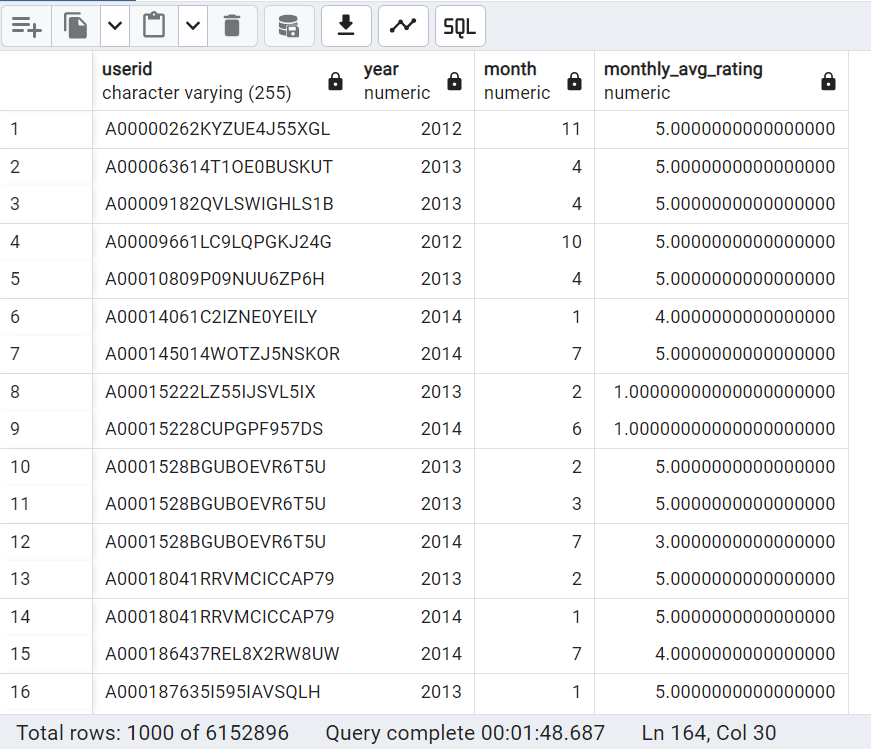 SQL
userid year month monthly_avg_rating
character varying (255) numeric numeric numeric
1 A00000262KYZUE4J55XGL 2012 11 5.0000000000000000
2 A000063614T1OE0BUSKUT 2013 4 5.0000000000000000
3 A00009182QVLSWIGHLS1B 2013 4 5.0000000000000000
4 A00009661LC9LQPGKJ24G 2012 10 5.0000000000000000
5 A00010809P09NUU6ZP6H 2013 4 5.0000000000000000
6 A00014061C2IZNE0YEILY 2014 1 4.0000000000000000
7 A000145014WOTZJ5NSKOR 2014 7 5.0000000000000000
8 A00015222LZ55IJSVL5IX 2013 2 1.00000000000000000000
9 A00015228CUPGPF957DS 2014 6 1.00000000000000000000
10 A0001528BGUBOEVR6T5U 2013 2 5.0000000000000000
11 A0001528BGUBOEVR6T5U 2013 3 5.0000000000000000
12 A0001528BGUBOEVR6T5U 2014 7 3.0000000000000000
13 A00018041RRVMCICCAP79 2013 2 5.0000000000000000
14 A00018041RRVMCICCAP79 2014 1 5.0000000000000000
15 A000186437REL8X2RW8UW 2014 7 4.0000000000000000
16 A000187635I595IAVSQLH 2013 1 5.0000000000000000
Total rows: 1000 of 6152896 Query complete 00:01:48.687 Ln 164, Col 30